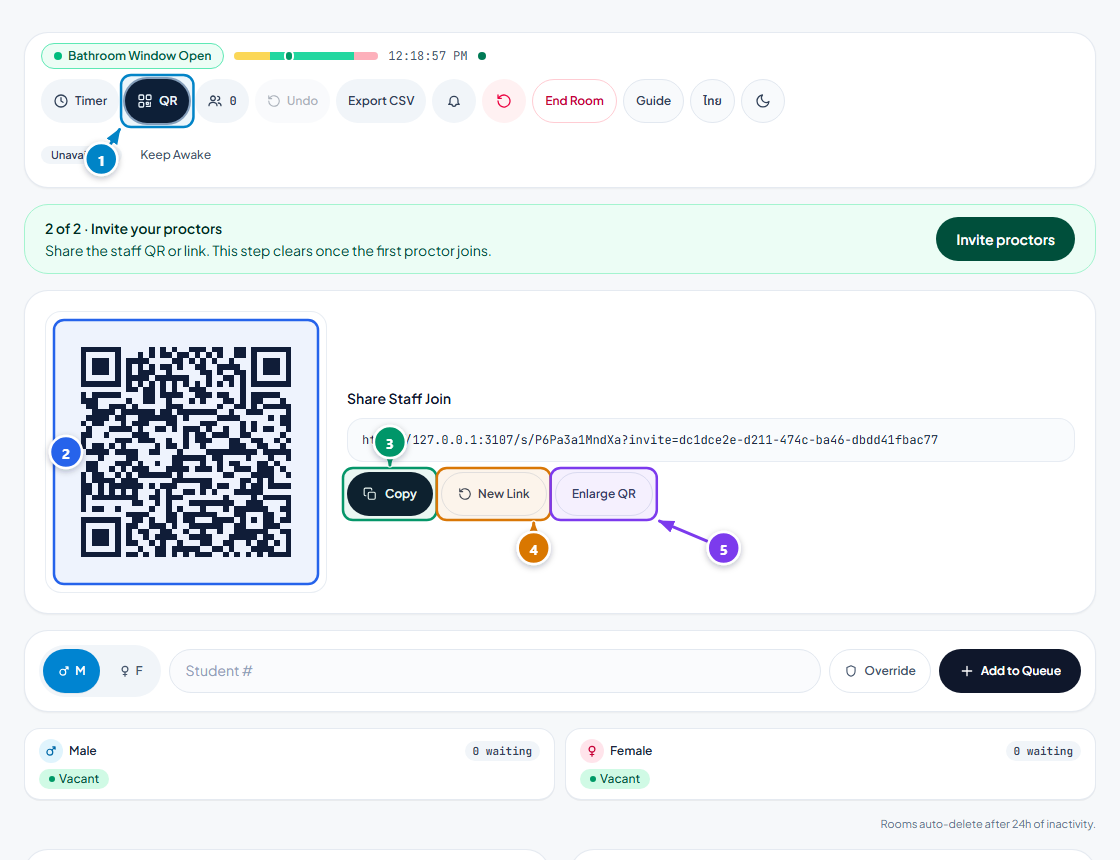 Bathroom Window Open 12:18:57 PM
Timer QR 0 Undo Export CSV End Room Guide ไทย
1 Keep Awake
2 of 2 · Invite your proctors
Share the staff QR or link. This step clears once the first proctor joins.
Invite proctors
2
Share Staff Join
3
/127.0.0.1:3107/s/P6Pa3a1MndXa?invite=dc1dce2e-d211-474c-ba46-dbdd41fbac77
Copy New Link Enlarge QR
4 5
M F Student # Override Add to Queue
Male 0 waiting
Vacant
Female 0 waiting
Vacant
Rooms auto-delete after 24h of inactivity.